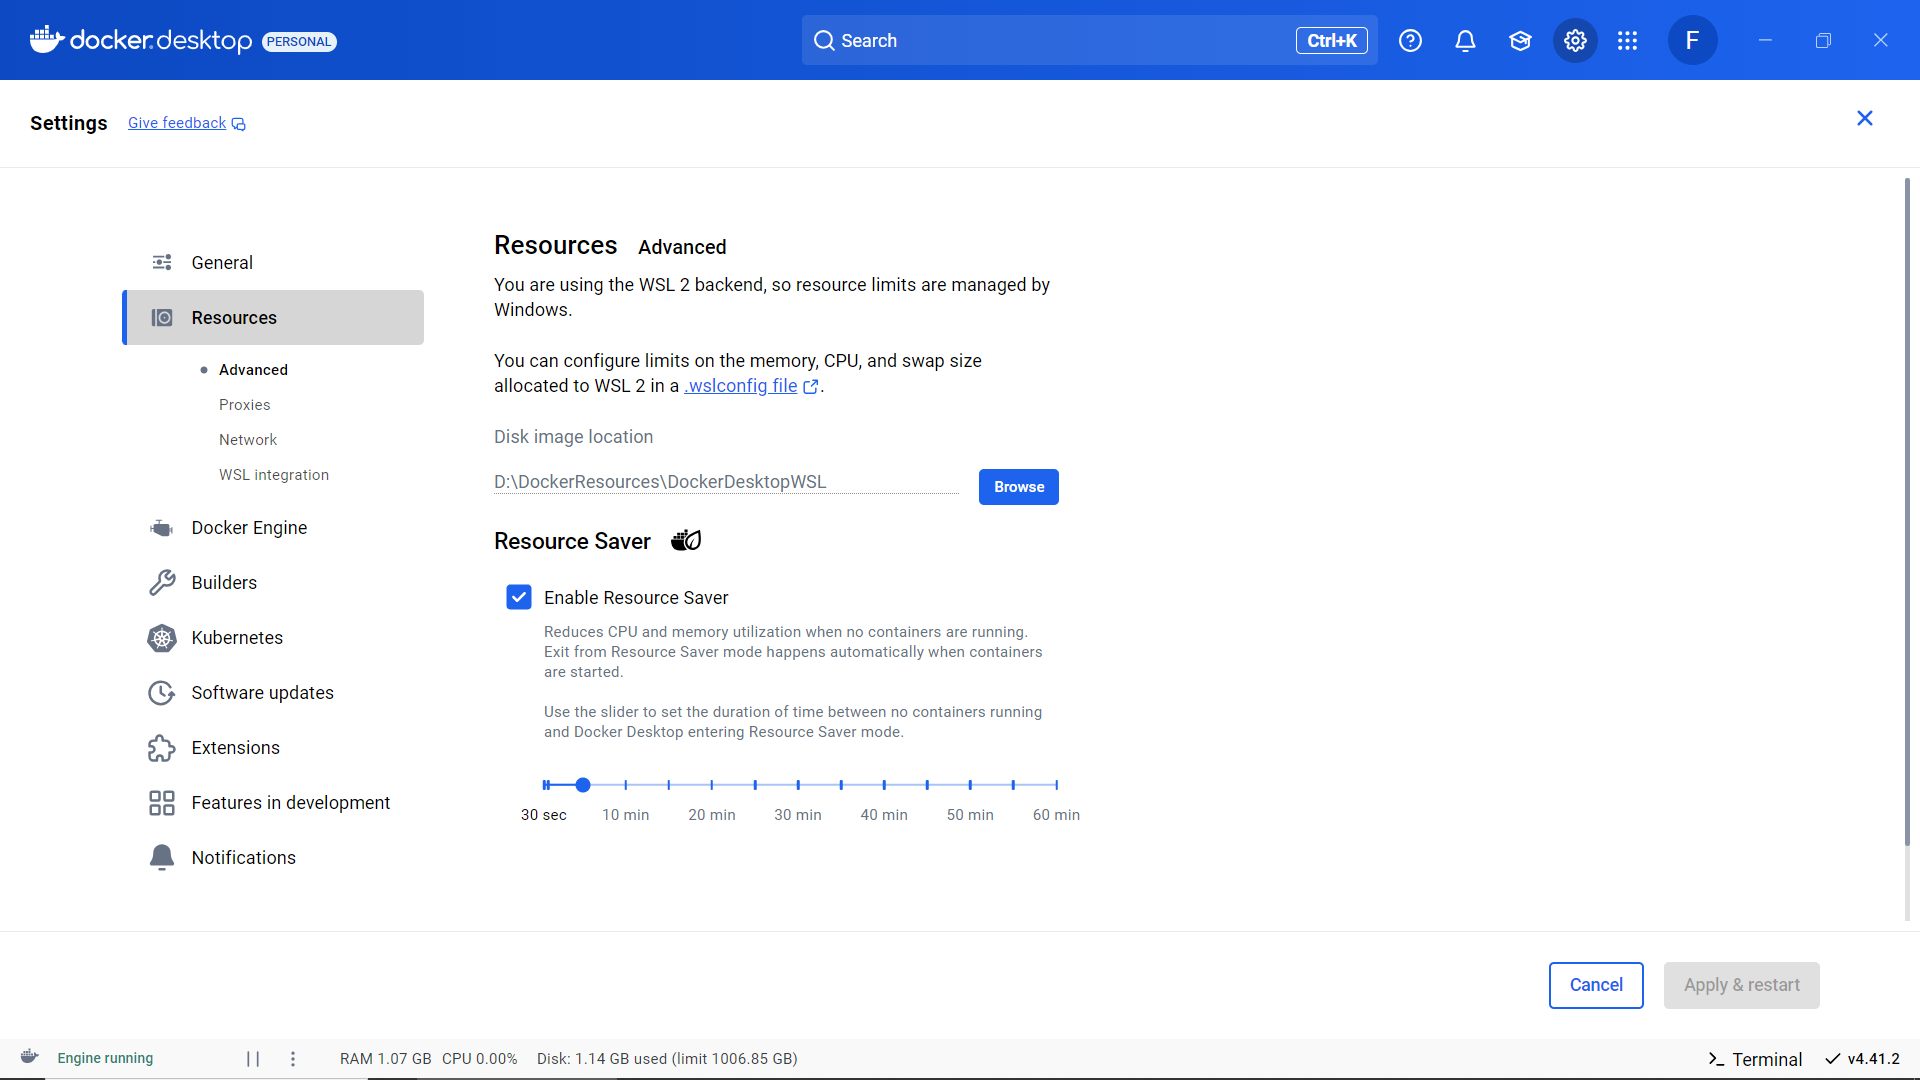 docker desktop PERSONAL
Search Ctrl+K
F
Settings Give feedback
General
Resources
Advanced
Proxies
Network
WSL integration
Docker Engine
Builders
Kubernetes
Software updates
Extensions
Features in development
Notifications
Resources Advanced
You are using the WSL 2 backend, so resource limits are managed by
Windows.
You can configure limits on the memory, CPU, and swap size
allocated to WSL 2 in a .wslconfig file .
Disk image location
D:\DockerResources\DockerDesktopWSL
Browse
Resource Saver
Enable Resource Saver
Reduces CPU and memory utilization when no containers are running.
Exit from Resource Saver mode happens automatically when containers
are started.
Use the slider to set the duration of time between no containers running
and Docker Desktop entering Resource Saver mode.
30 sec 10 min 20 min 30 min 40 min 50 min 60 min
Cancel Apply & restart
Engine running RAM 1.07 GB CPU 0.00% Disk: 1.14 GB used (limit 1006.85 GB) Terminal v4.41.2